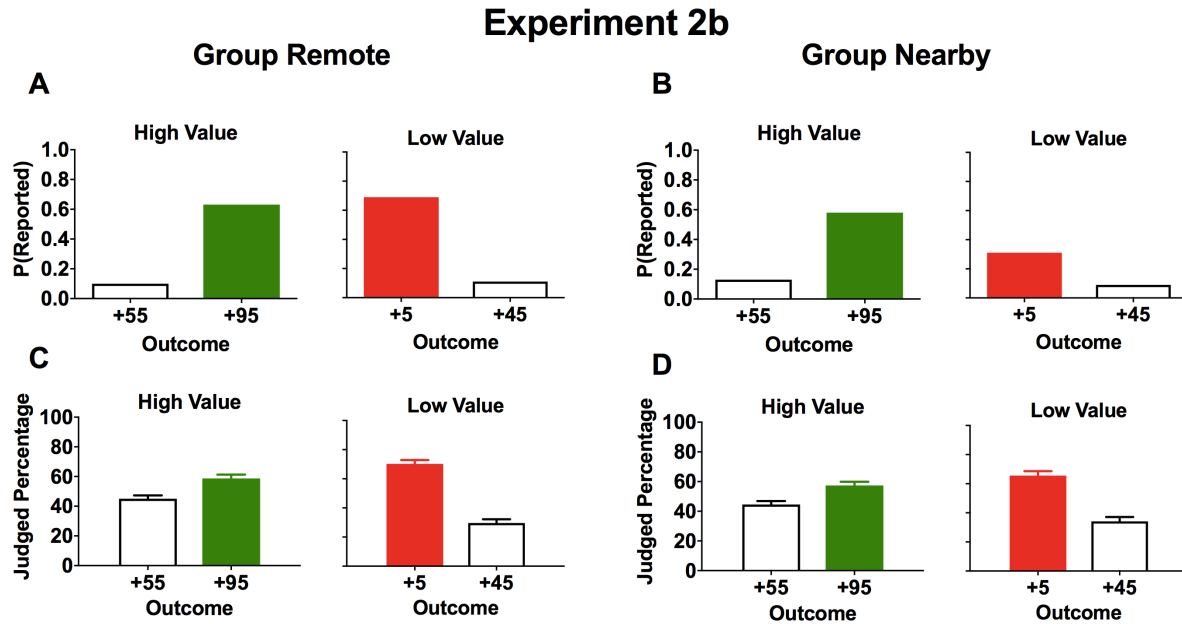 Experiment 2b
Group Remote
Group Nearby
A
B
High Value
Low Value
High Value
Low Value
P(Reported)
1.0
0.8
0.6
0.4
0.2
0.0
+55 +95
Outcome
+5 +45
Outcome
P(Reported)
1.0
0.8
0.6
0.4
0.2
0.0
+55 +95
Outcome
+5 +45
Outcome
C
D
High Value
Low Value
High Value
Low Value
Judged Percentage
100
80
60
40
20
0
+55 +95
Outcome
+5 +45
Outcome
Judged Percentage
100
80
60
40
20
0
+55 +95
Outcome
+5 +45
Outcome